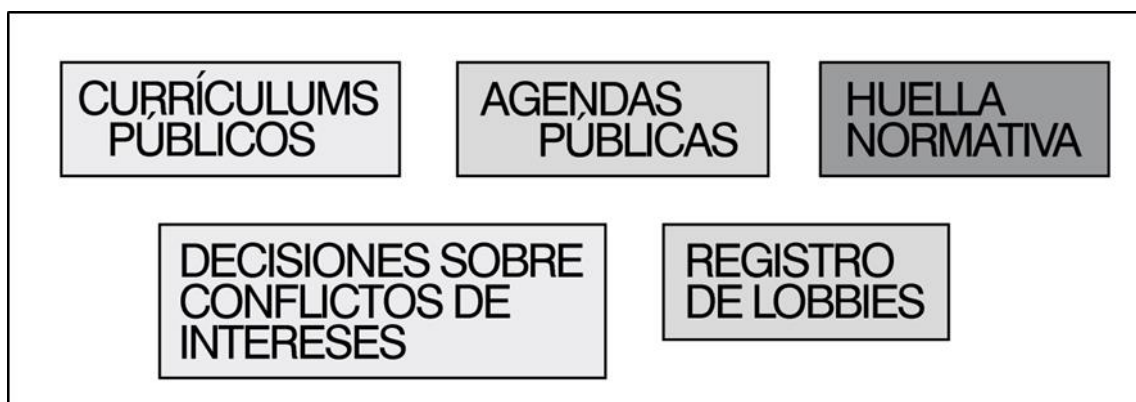 CURRÍCULUMS
PÚBLICOS
AGENDAS
PÚBLICAS
HUELLA
NORMATIVA
DECISIONES SOBRE
CONFLICTOS DE
INTERESES
REGISTRO
DE LOBBIES